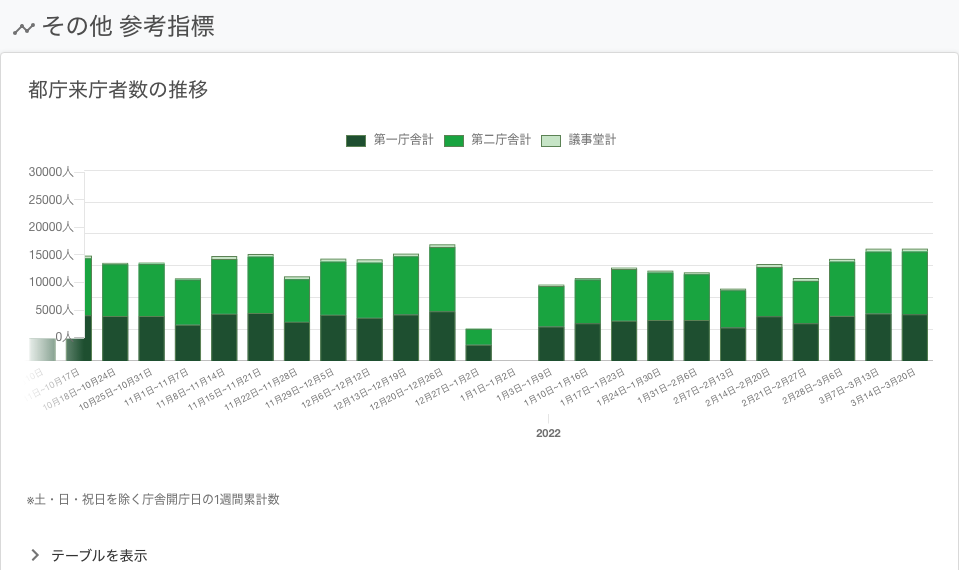 その他 参考指標
都庁来庁者数の推移
第一庁舎計 第二庁舎計 議事堂計
30000人
25000人
20000人
15000人
10000人
5000人
0人
10月18日~10月24日
10月25日~10月31日
11月1日~11月7日
11月8日~11月14日
11月15日~11月21日
11月22日~11月28日
11月29日~12月5日
12月6日~12月12日
12月13日~12月19日
12月20日~12月26日
12月27日~1月2日
1月1日~1月2日
1月3日~1月9日
1月10日~1月16日
1月17日~1月23日
1月24日~1月30日
1月31日~2月6日
2月7日~2月13日
2月14日~2月20日
2月21日~2月27日
2月28日~3月6日
3月7日~3月13日
3月14日~3月20日
2022
※土・日・祝日を除く庁舎開庁日の1週間累計数
テーブルを表示